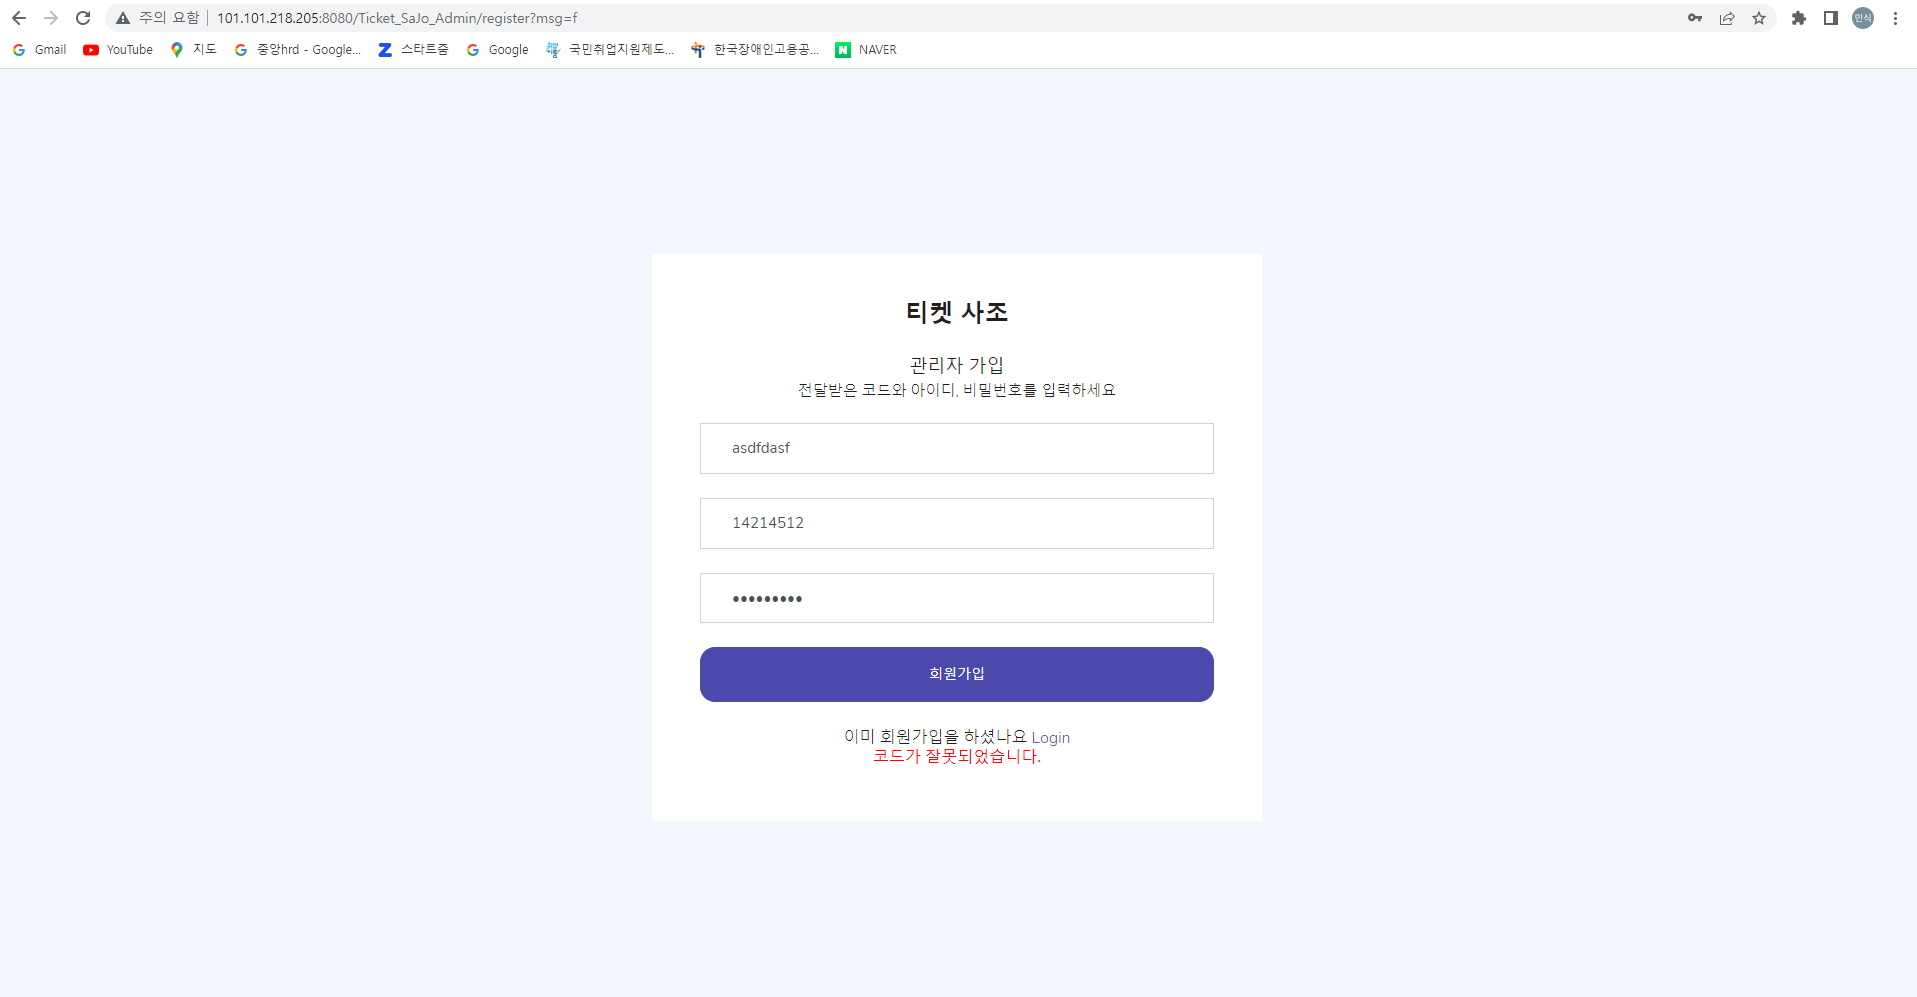 주의 요함 101.101.218.205:8080/Ticket_SaJo_Admin/register?msg=f 민식
Gmail YouTube 지도 중앙hrd - Google... 스타트줌 Google 국민취업지원제도... 한국장애인고용공... NAVER
티켓 사조
관리자 가입
전달받은 코드와 아이디, 비밀번호를 입력하세요
asdfdasf
14214512
•••••••••
회원가입
이미 회원가입을 하셨나요 Login
코드가 잘못되었습니다.